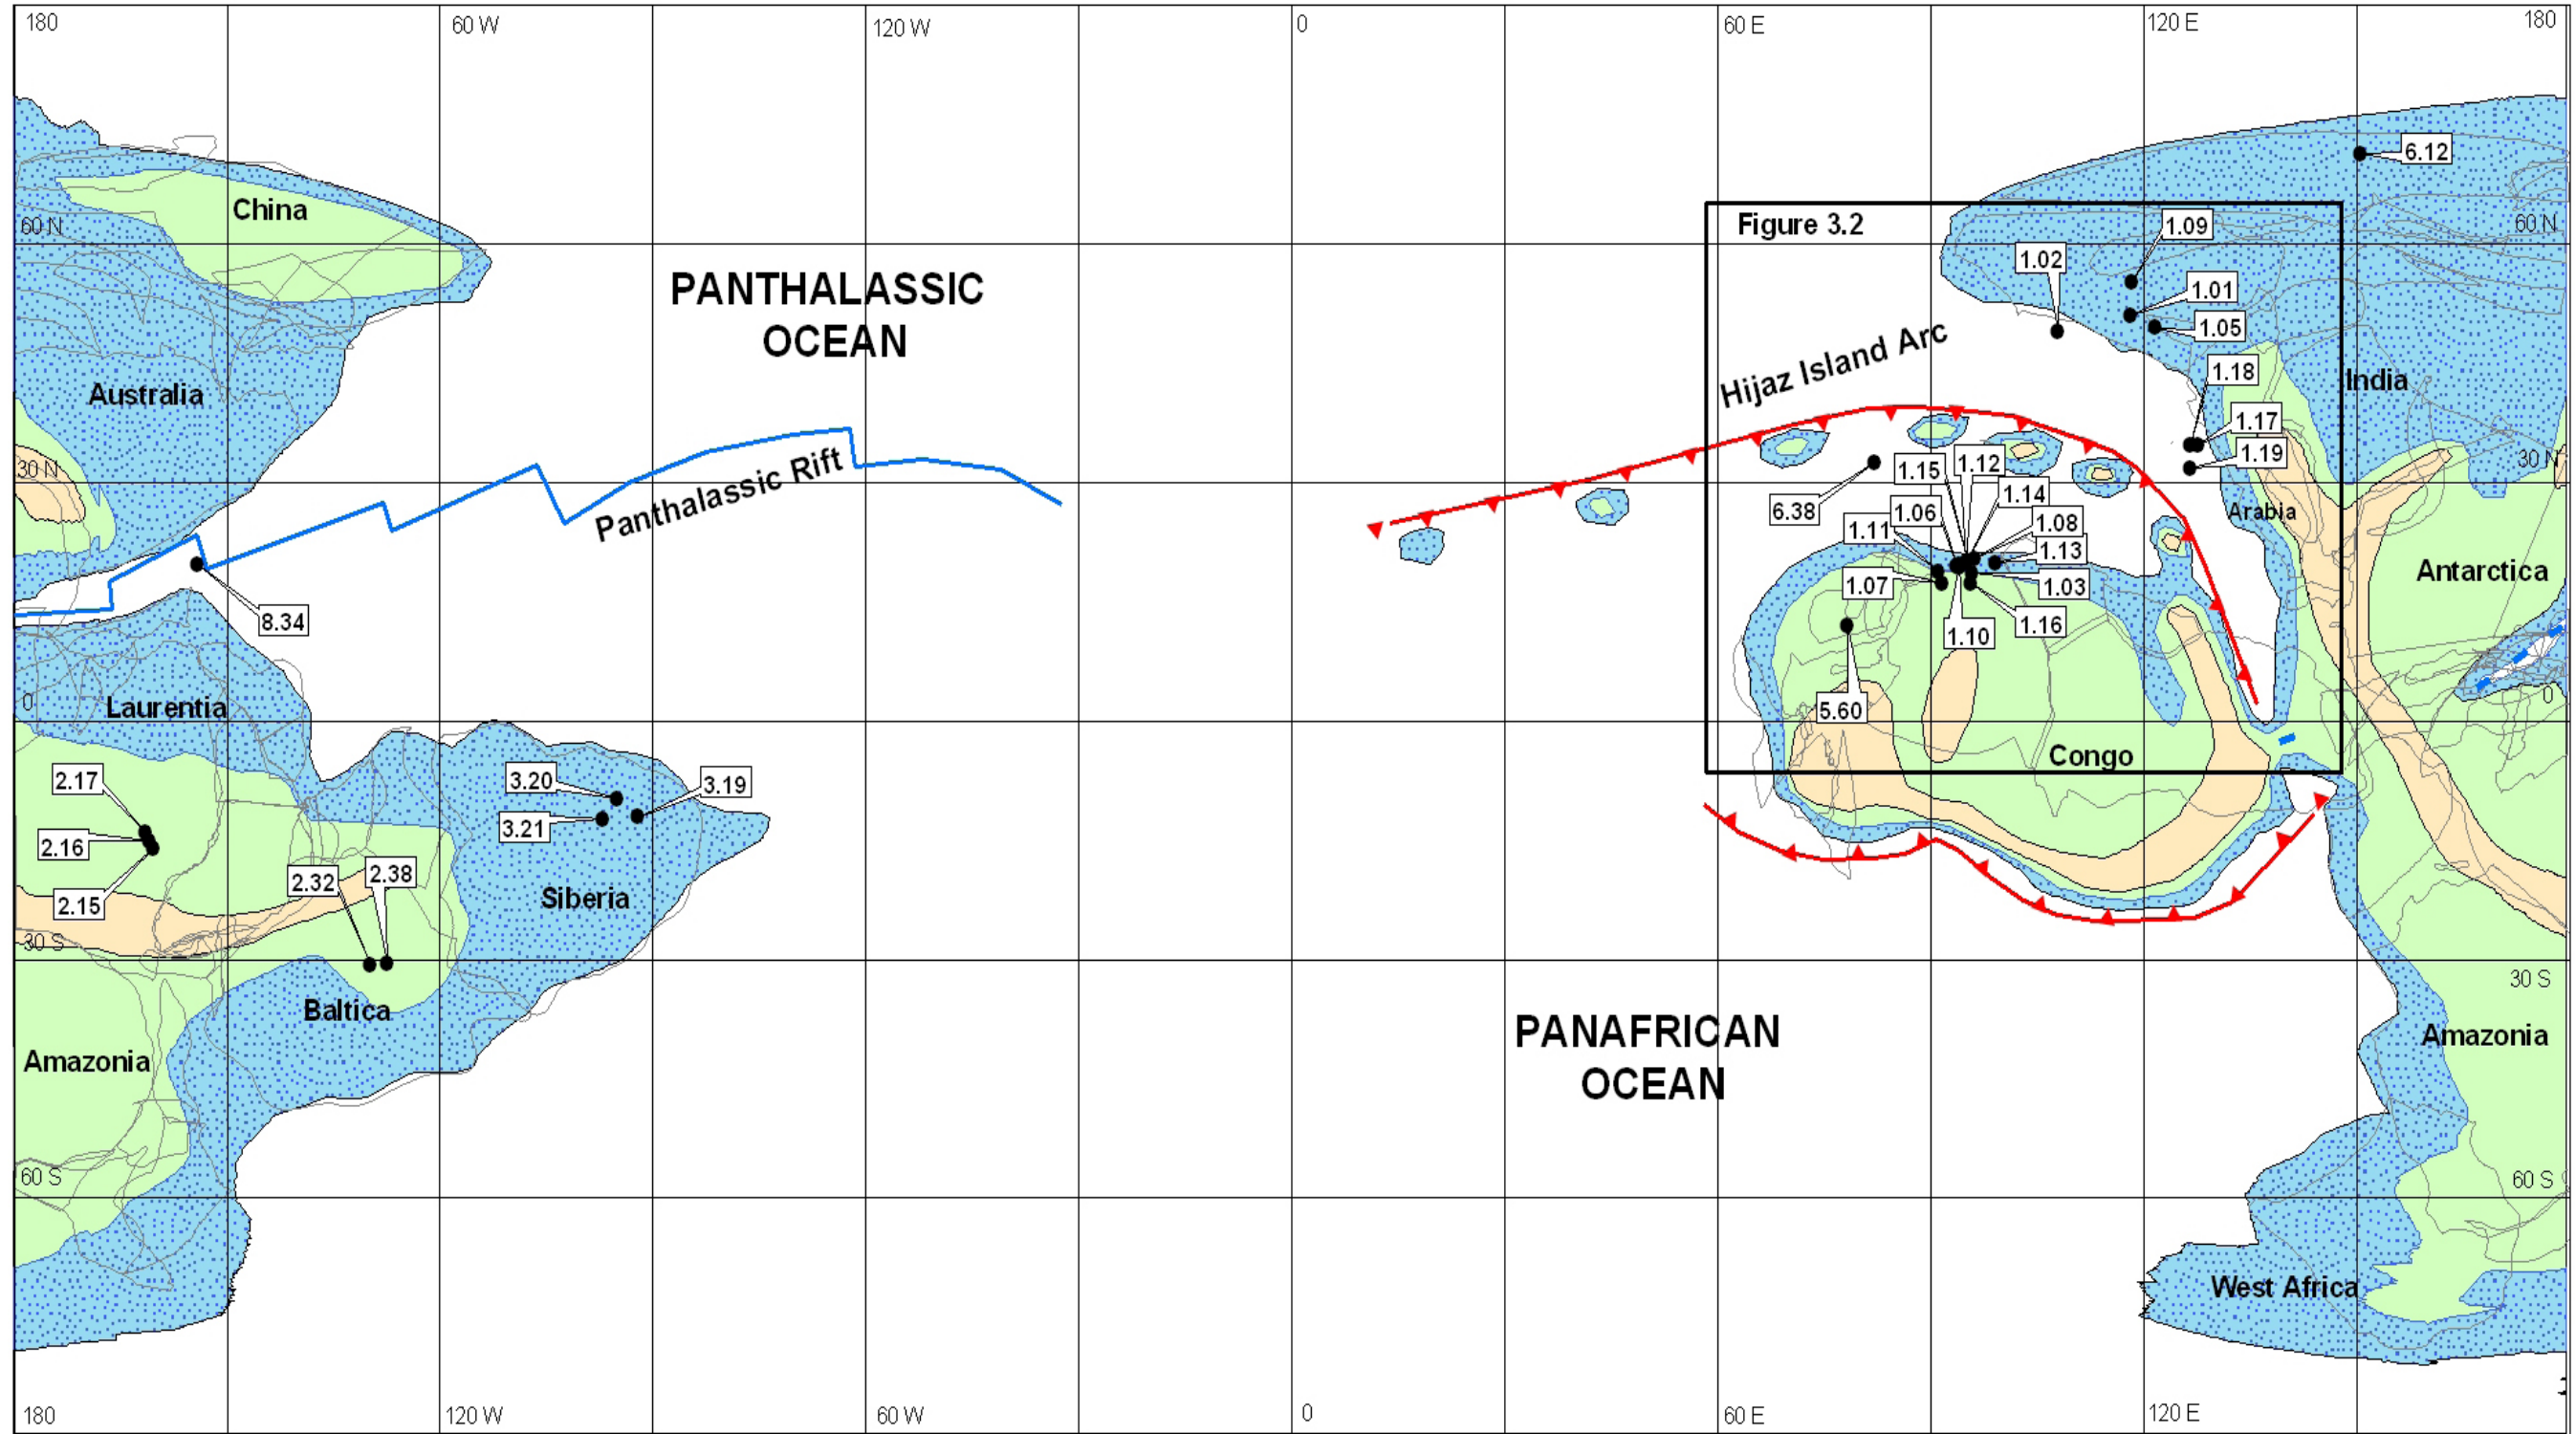 180
60 W
120 W
0
60 E
120 E
180
6.12
China
60 N
Figure 3.2
1.09
60 N
1.02
PANTHALASSIC
OCEAN
1.01
1.05
Hijaz Island Arc
1.18
Australia
India
1.17
1.19
30 N
Panthalassic Rift
1.15
1.12
30 N
6.38
1.06
1.14
1.11
1.08
Arabia
1.13
Antarctica
1.07
1.03
8.34
1.16
1.10
0
Laurentia
5.60
0
Congo
2.17
3.20
3.19
3.21
2.16
2.32
2.38
2.15
Siberia
30 S
30 S
Baltica
PANAFRICAN
OCEAN
Amazonia
Amazonia
60 S
60 S
West Africa
180
120 W
60 W
0
60 E
120 E